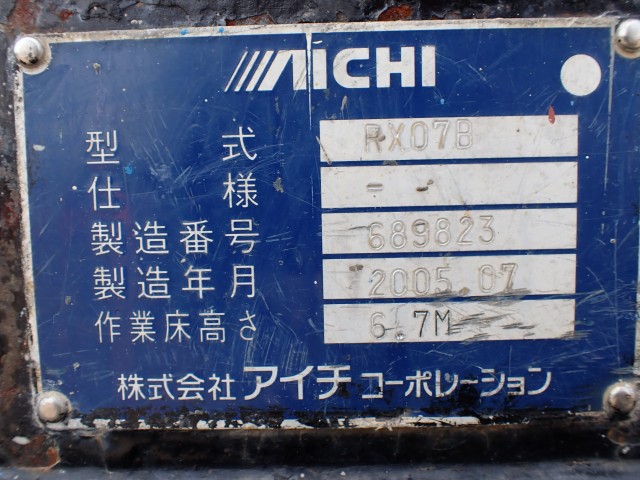 AICHI
型式 RX07B
仕様 -
製造番号 689823
製造年月 2005.07
作業床高さ 6.7M
株式会社 アイチ コーポレーション